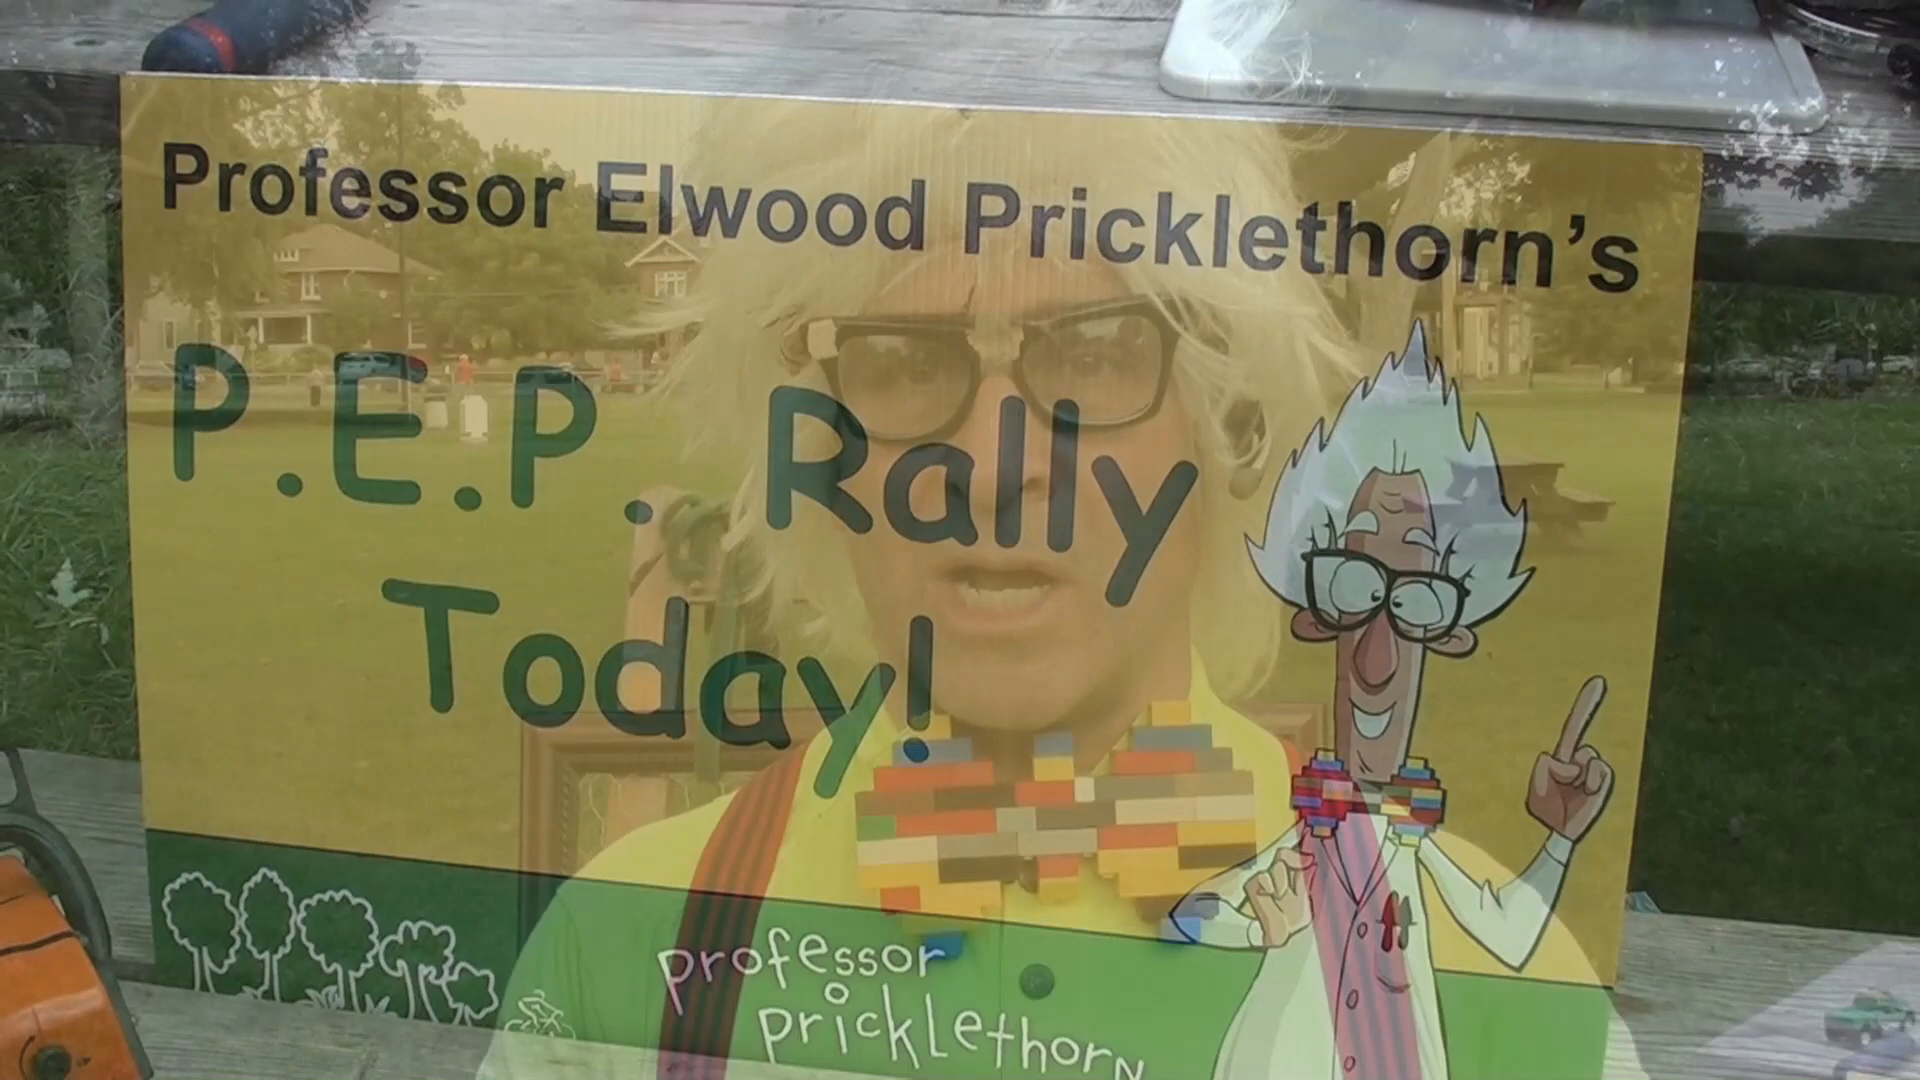 Professor Elwood Pricklethorn's
P.E.P. Rally
Today!
professor
pricklethorn